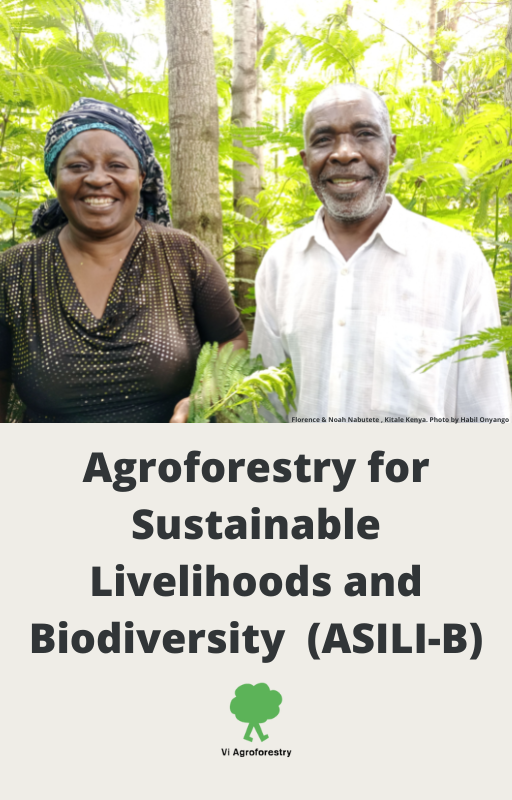 Florence & Noah Nabutete , Kitale Kenya. Photo by Habil Onyango
Agroforestry for
Sustainable
Livelihoods and
Biodiversity (ASILI-B)
Vi Agroforestry